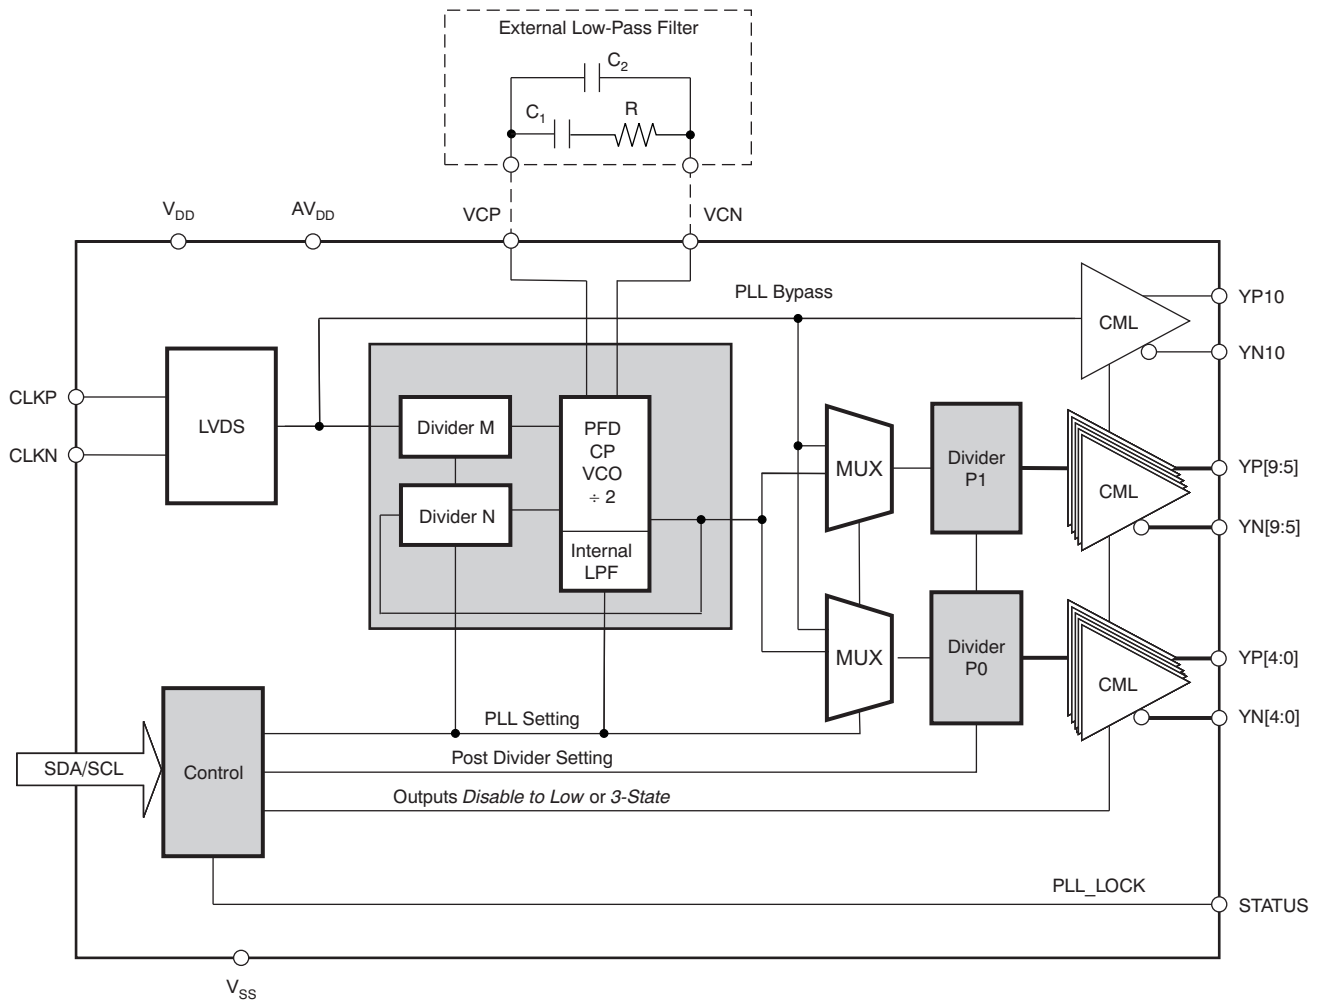 External Low-Pass Filter
C2
C1
R
VDD
AVDD
VCP
VCN
PLL Bypass
CML
YP10
YN10
CLKP
CLKN
LVDS
Divider M
Divider N
PFD
CP
VCO
÷ 2
Internal
LPF
MUX
Divider
P1
CML
YP[9:5]
YN[9:5]
MUX
Divider
P0
CML
YP[4:0]
YN[4:0]
SDA/SCL
Control
PLL Setting
Post Divider Setting
Outputs Disable to Low or 3-State
PLL_LOCK
STATUS
VSS